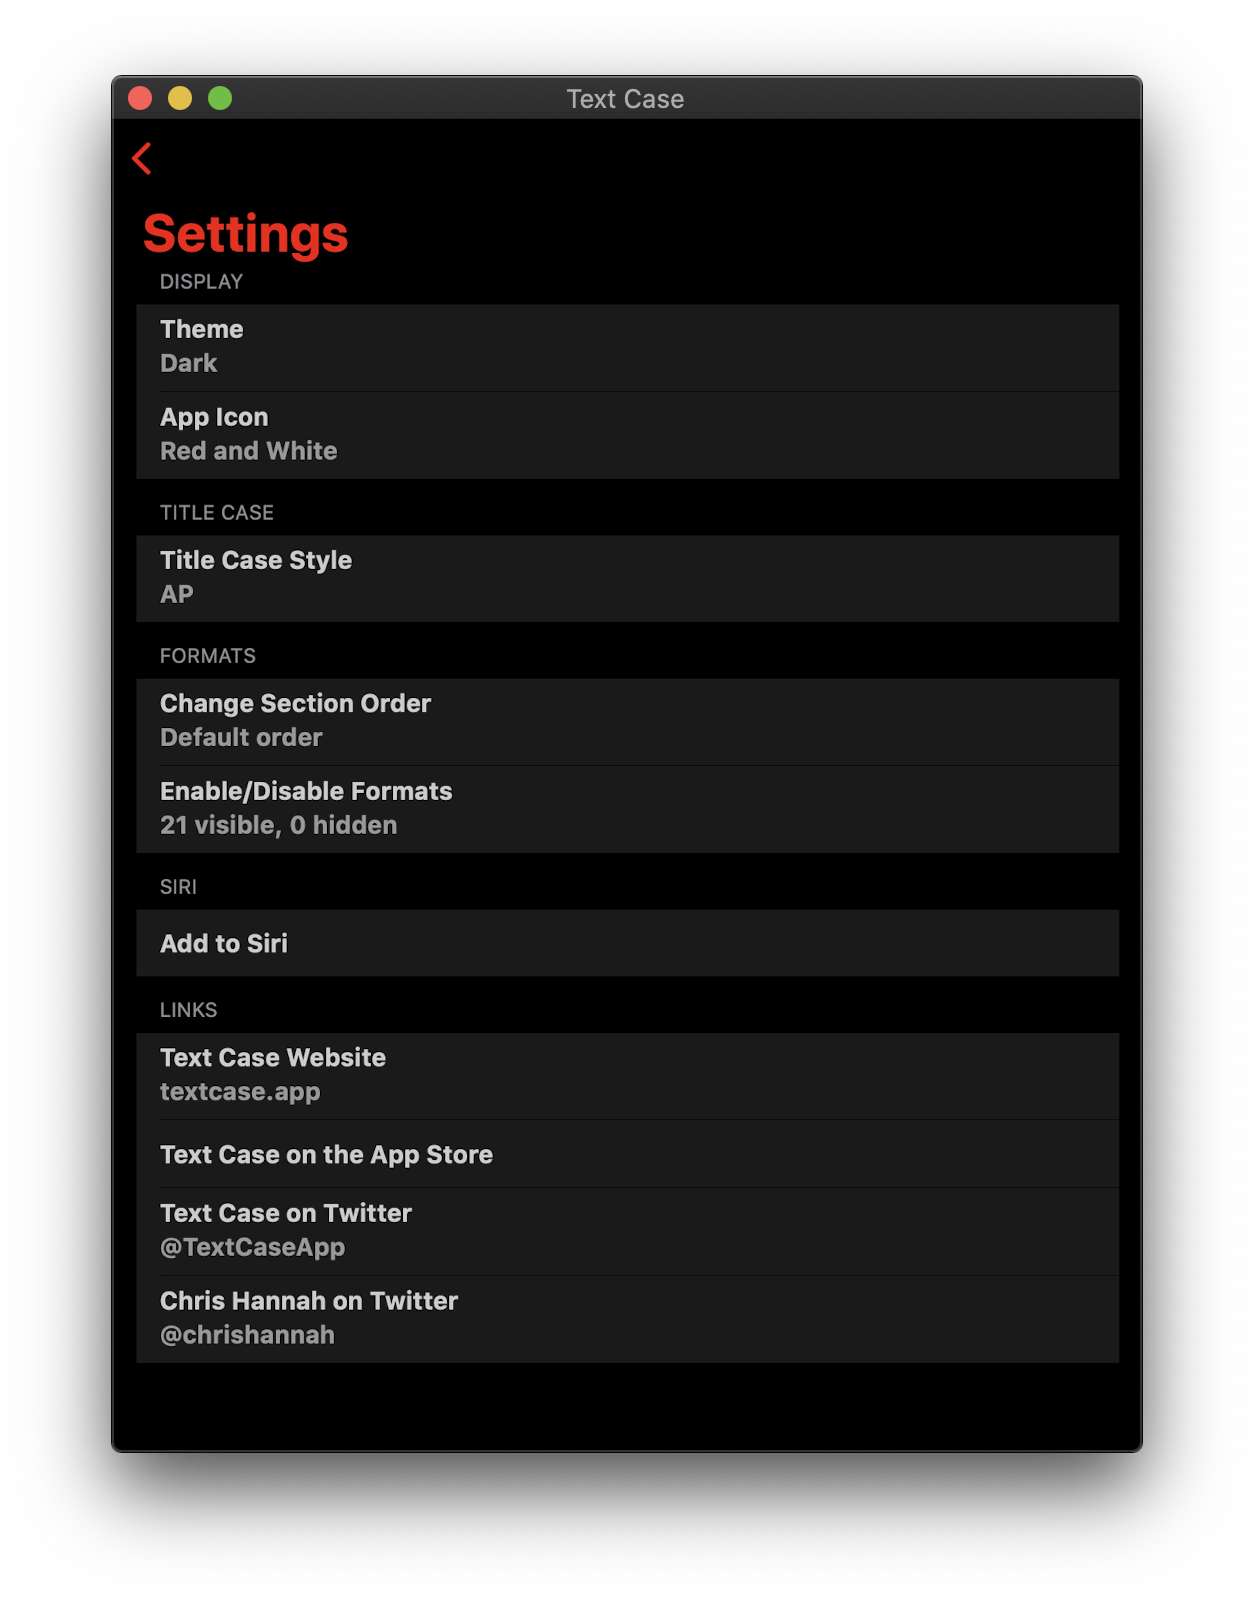 Text Case
Settings
DISPLAY
Theme
Dark
App Icon
Red and White
TITLE CASE
Title Case Style
AP
FORMATS
Change Section Order
Default order
Enable/Disable Formats
21 visible, 0 hidden
SIRI
Add to Siri
LINKS
Text Case Website
textcase.app
Text Case on the App Store
Text Case on Twitter
@TextCaseApp
Chris Hannah on Twitter
@chrishannah